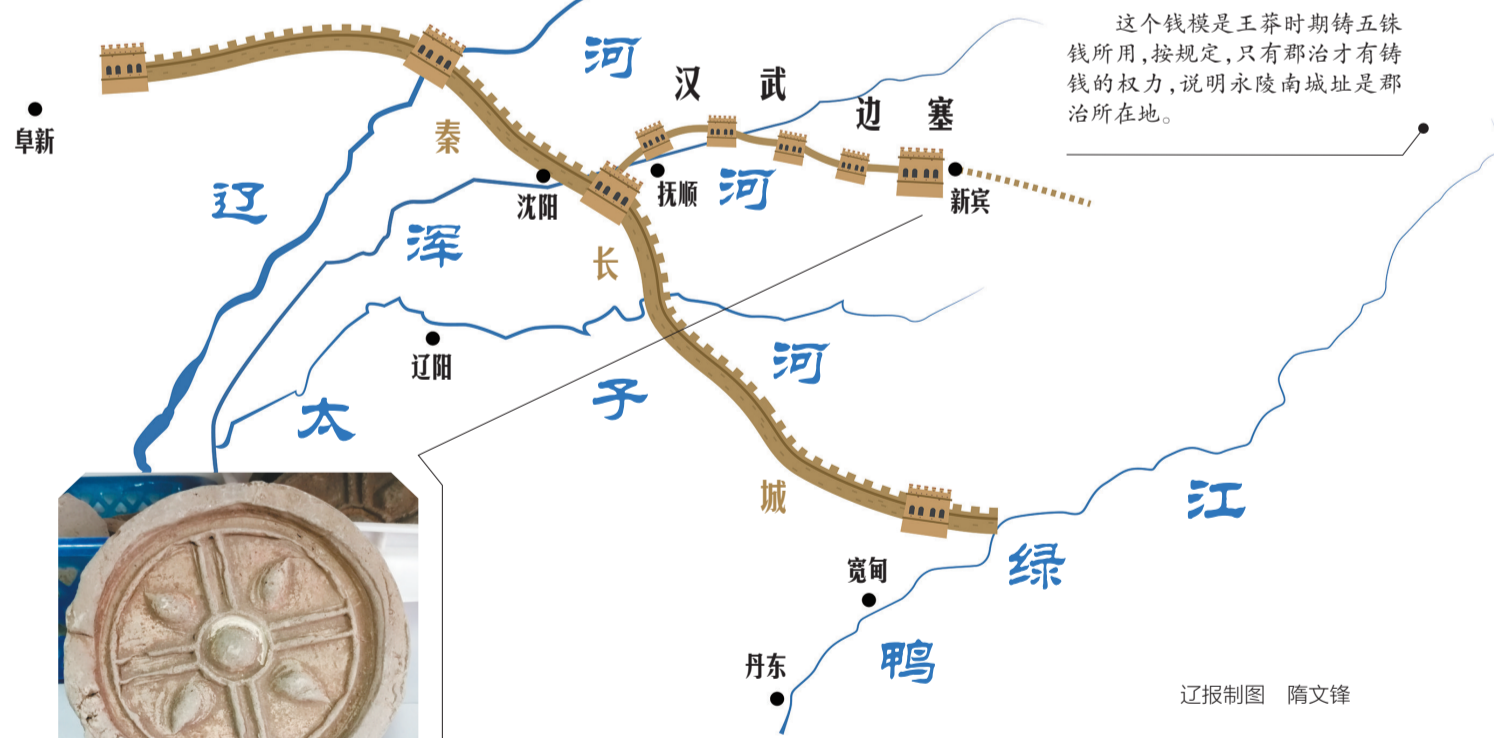 这个钱模是王莽时期铸五铢
钱所用,按规定,只有郡治才有铸
钱的权力,说明永陵南城址是郡
治所在地。
河
汉武边塞
阜新
秦
辽
沈阳
抚顺
河
新宾
浑
长
辽阳
河
太子
城
江
绿
宽甸
鸭
丹东
辽报制图 隋文锋